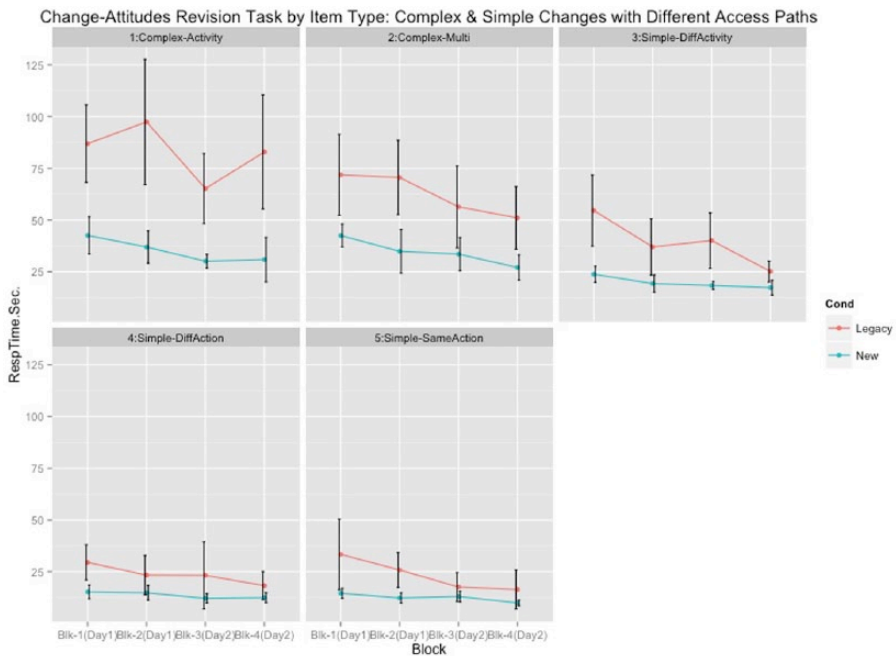 Change-Attitudes Revision Task by Item Type: Complex & Simple Changes with Different Access Paths
1:Complex-Activity
2:Complex-Multi
3:Simple-DiffActivity
125
100
75
50
25
4:Simple-DiffAction
5:Simple-SameAction
125
100
75
50
25
RespTime.Sec.
Cond
Legacy
New
Blk-1(Day1)
Blk-2(Day1)
Blk-3(Day2)
Blk-4(Day2)
Blk-1(Day1)
Blk-2(Day1)
Blk-3(Day2)
Blk-4(Day2)
Block